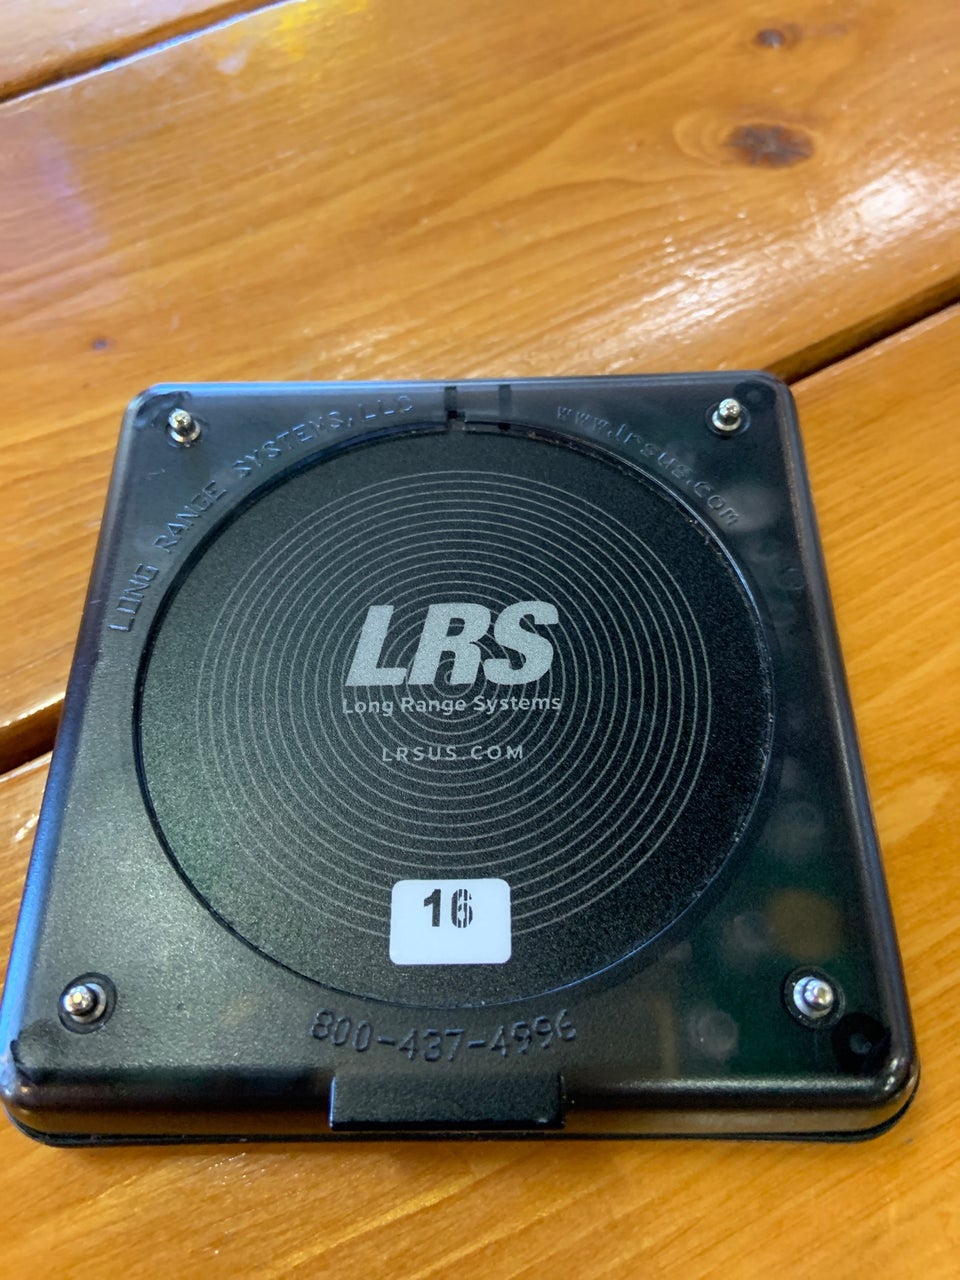 LONG RANGE SYSTEMS, LLC
www.lrsus.com
LRS
Long Range Systems
LRSUS.COM
16
800-437-4996